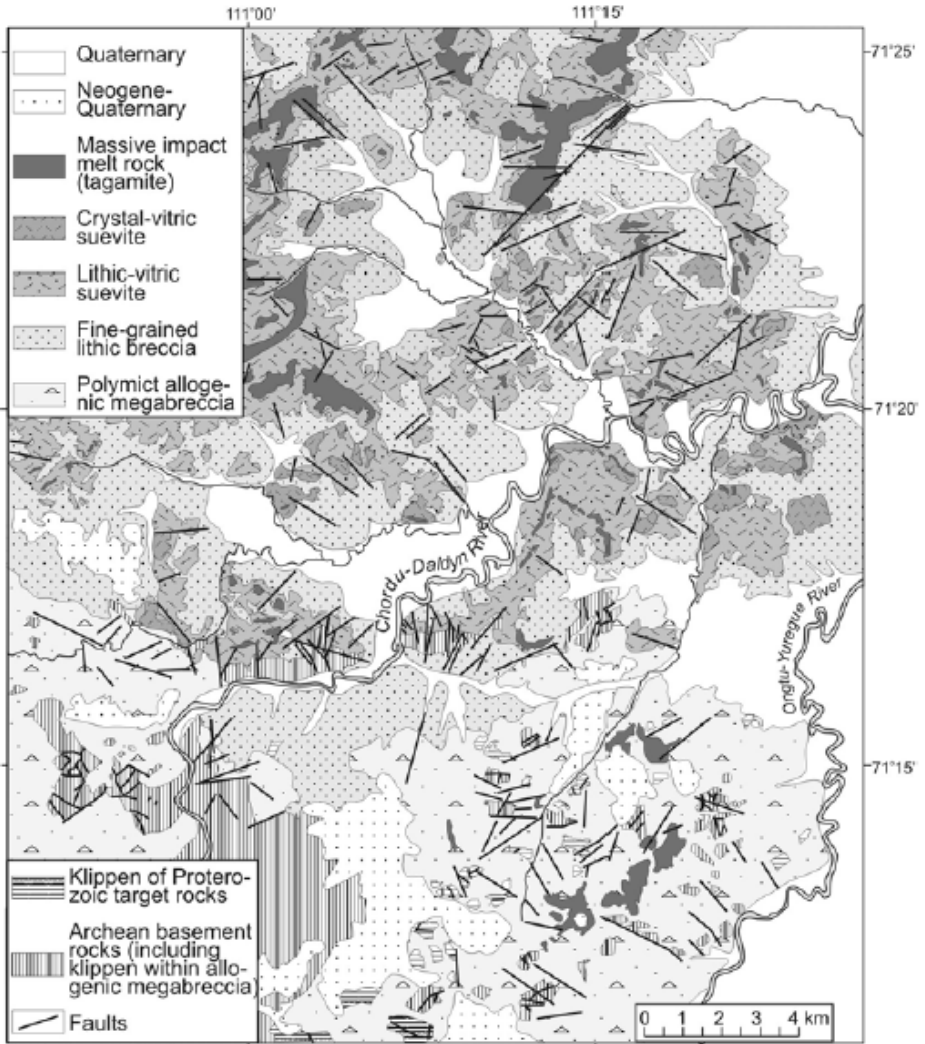 111°00'
111°15'
71°25'
Quaternary
Neogene-
Quaternary
Massive impact
melt rock
(tagamite)
Crystal-vitric
suevite
Lithic-vitric
suevite
Fine-grained
lithic breccia
Polymict alloge-
nic megabreccia
71°20'
Chordu-Daldyn River
Ongtu-Yuregue River
71°15'
Klippen of Protero-
zoic target rocks
Archean basement
rocks (including
klippen within allo-
genic megabreccia)
Faults
0 1 2 3 4 km